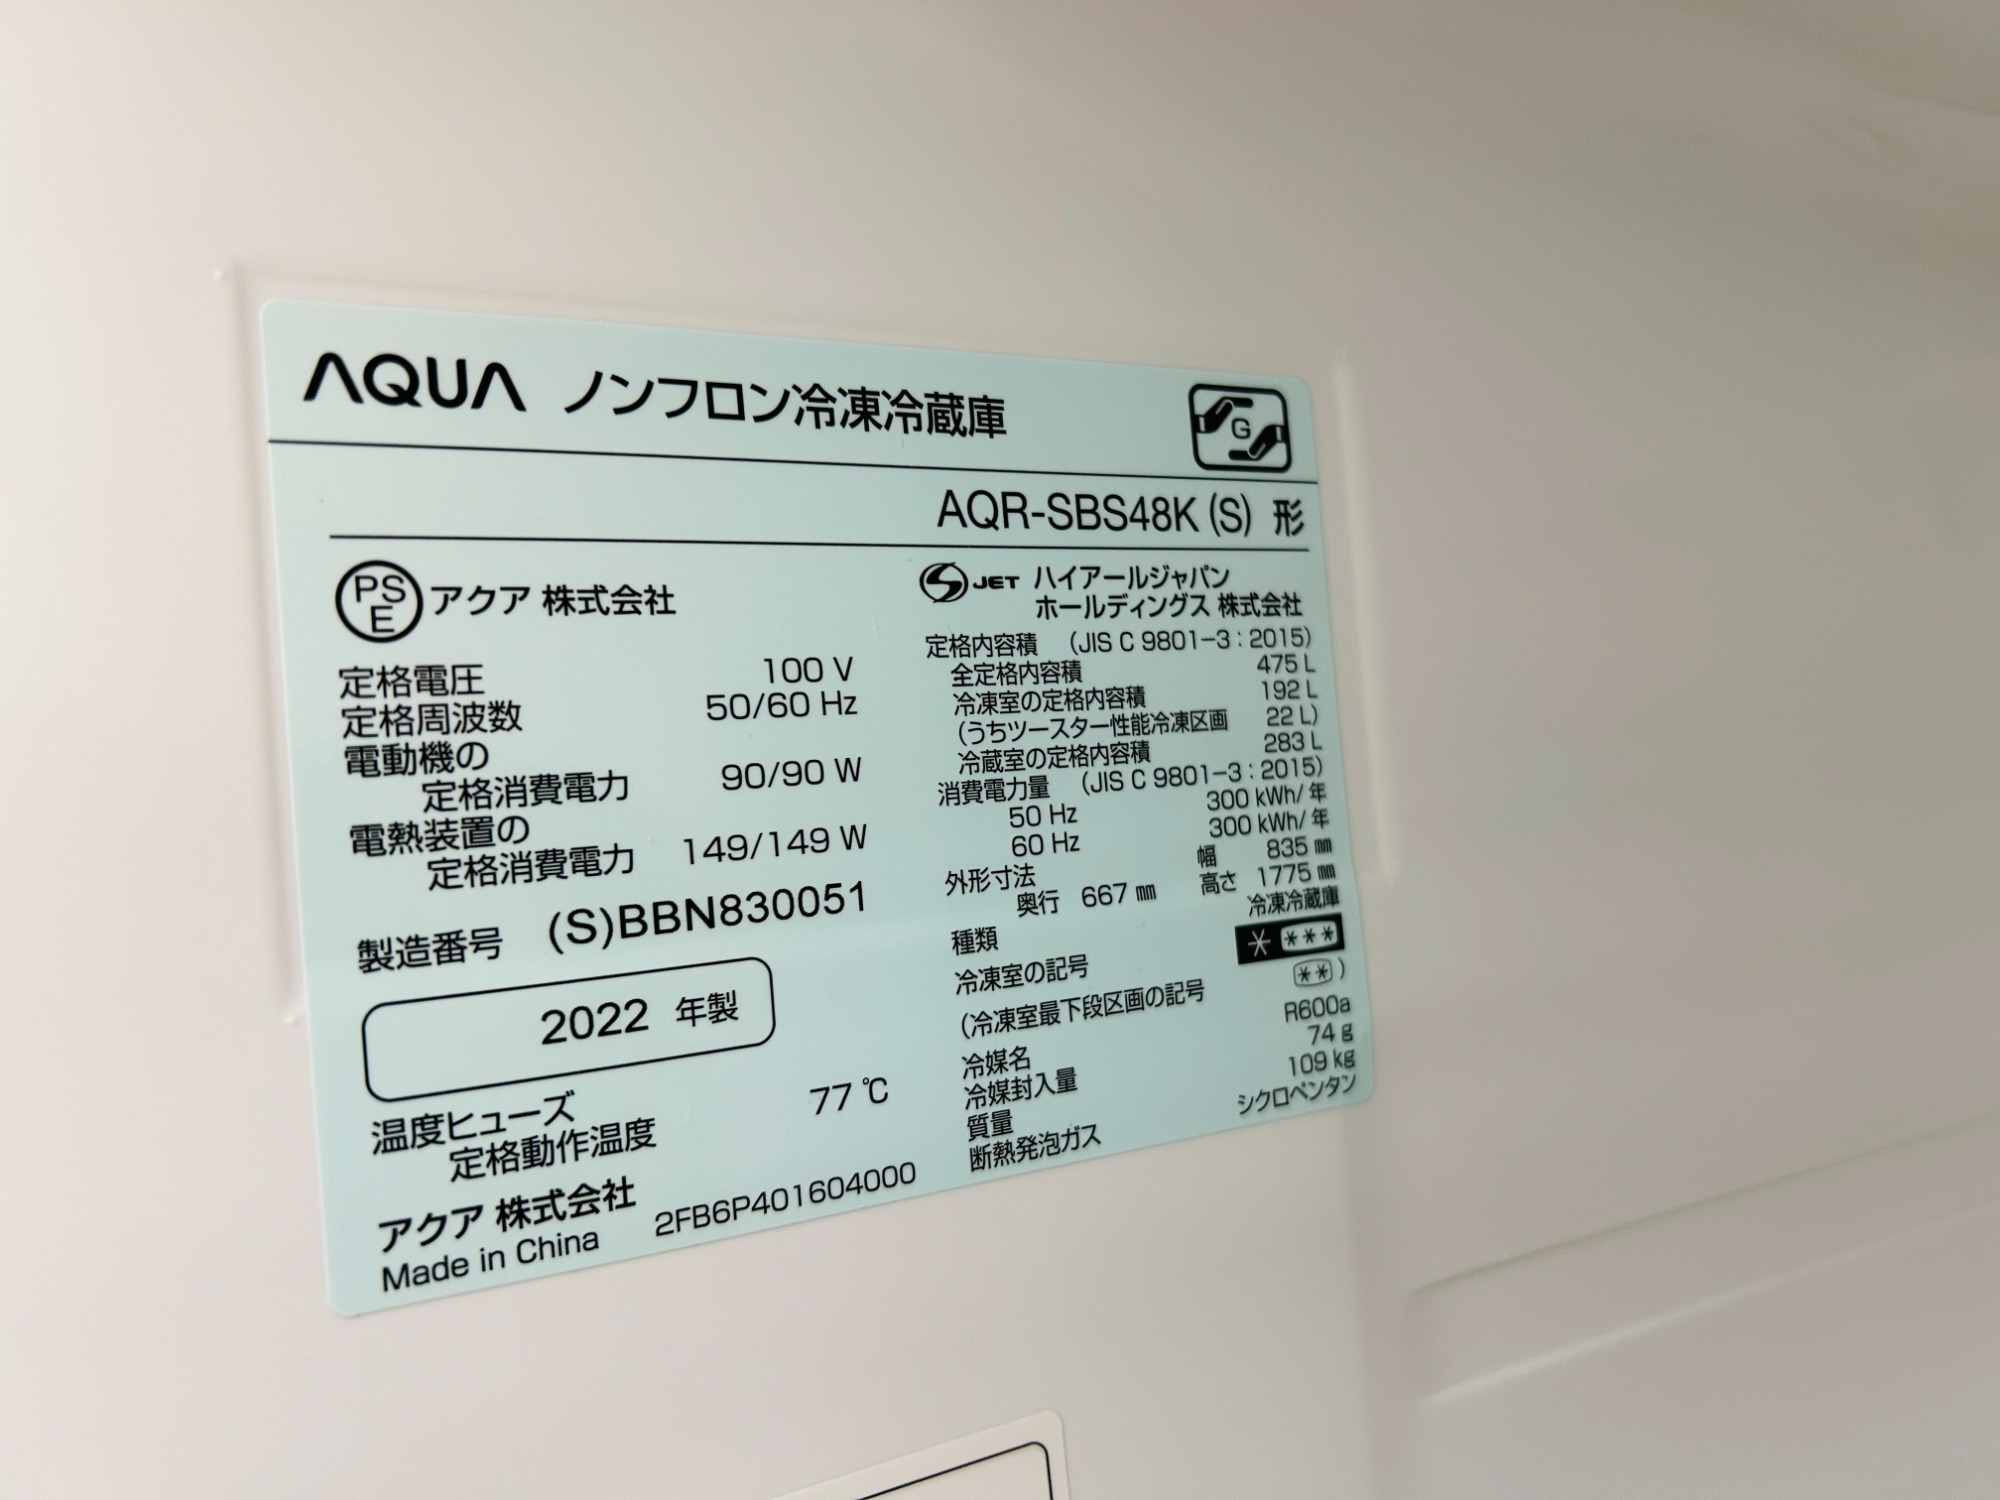 AQUA ノンフロン冷凍冷蔵庫
G
AQR-SBS48K (S) 形
PSE アクア 株式会社
定格電圧 100 V
定格周波数 50/60 Hz
電動機の
定格消費電力 90/90 W
電熱装置の
定格消費電力 149/149 W
製造番号 (S)BBN830051
2022 年製
温度ヒューズ
定格動作温度 77 ℃
アクア 株式会社
Made in China 2FB6P401604000
S JET ハイアールジャパン
ホールディングス 株式会社
定格内容積 (JIS C 9801-3:2015)
全定格内容積 475 L
冷凍室の定格内容積 192 L
(うちツースター性能冷凍区画 22 L)
冷蔵室の定格内容積 283 L
消費電力量 (JIS C 9801-3:2015)
50 Hz 300 kWh/年
60 Hz 300 kWh/年
外形寸法 幅 835 ㎜
奥行 667 ㎜ 高さ 1775 ㎜
種類 冷凍冷蔵庫
冷凍室の記号 * ***
(冷凍室最下段区画の記号 **)
冷媒名 R600a
冷媒封入量 74 g
質量 109 kg
断熱発泡ガス シクロペンタン